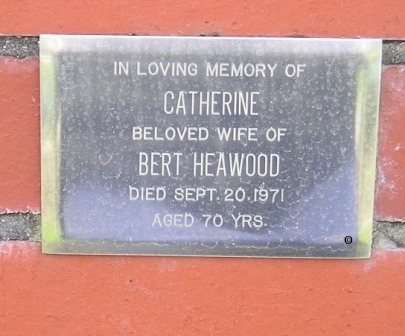 IN LOVING MEMORY OF
CATHERINE
BELOVED WIFE OF
BERT HEAWOOD
DIED SEPT. 20. 1971
AGED 70 YRS.
©